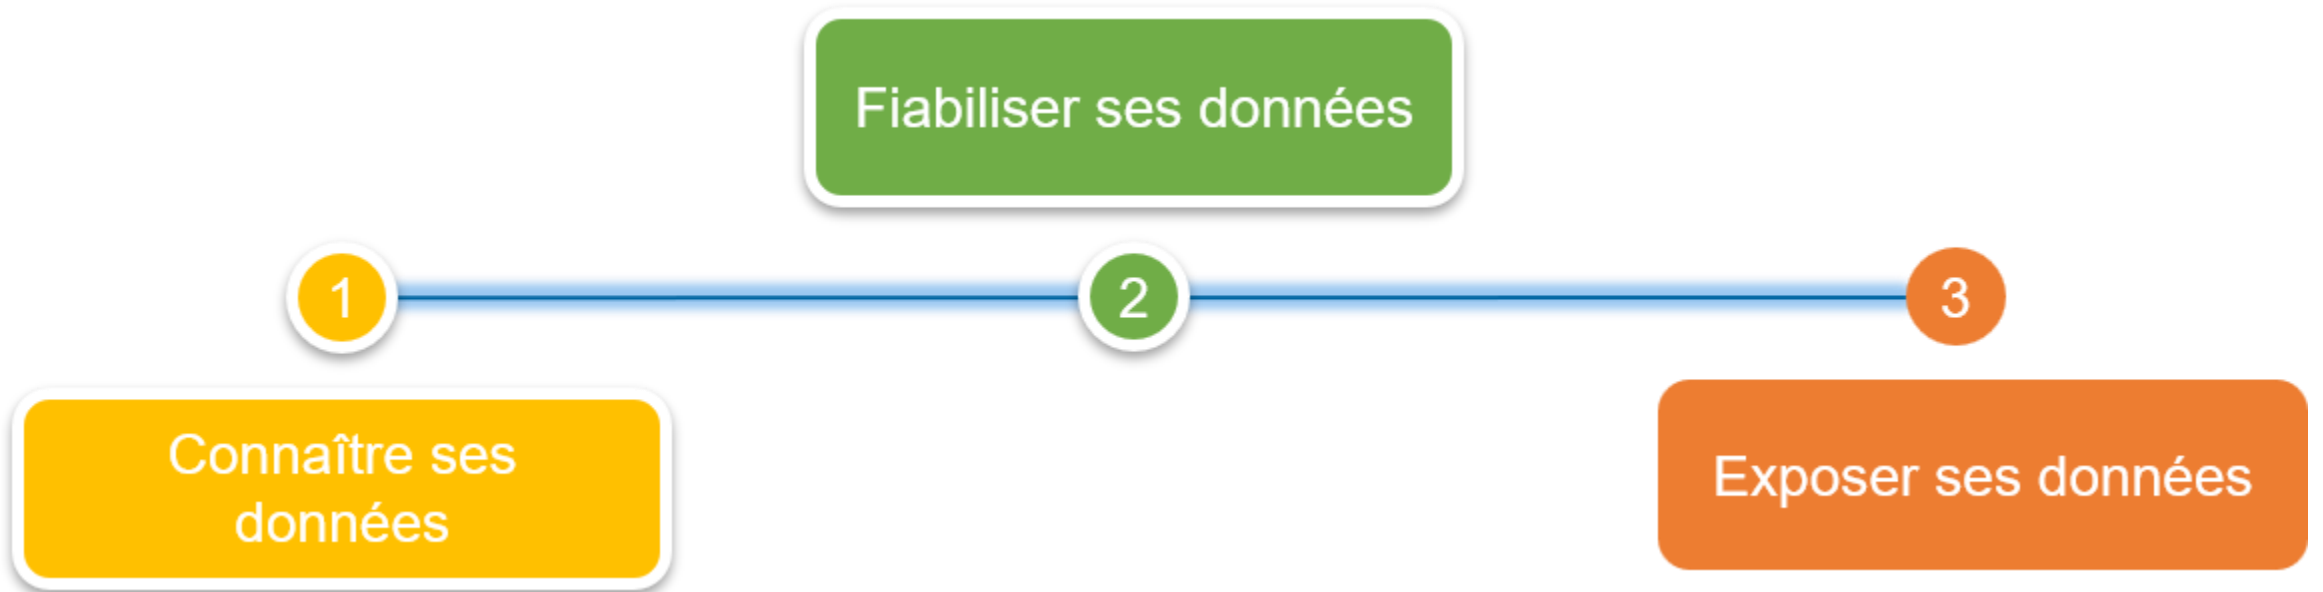 Fiabiliser ses données
1
2
3
Connaître ses
données
Exposer ses données